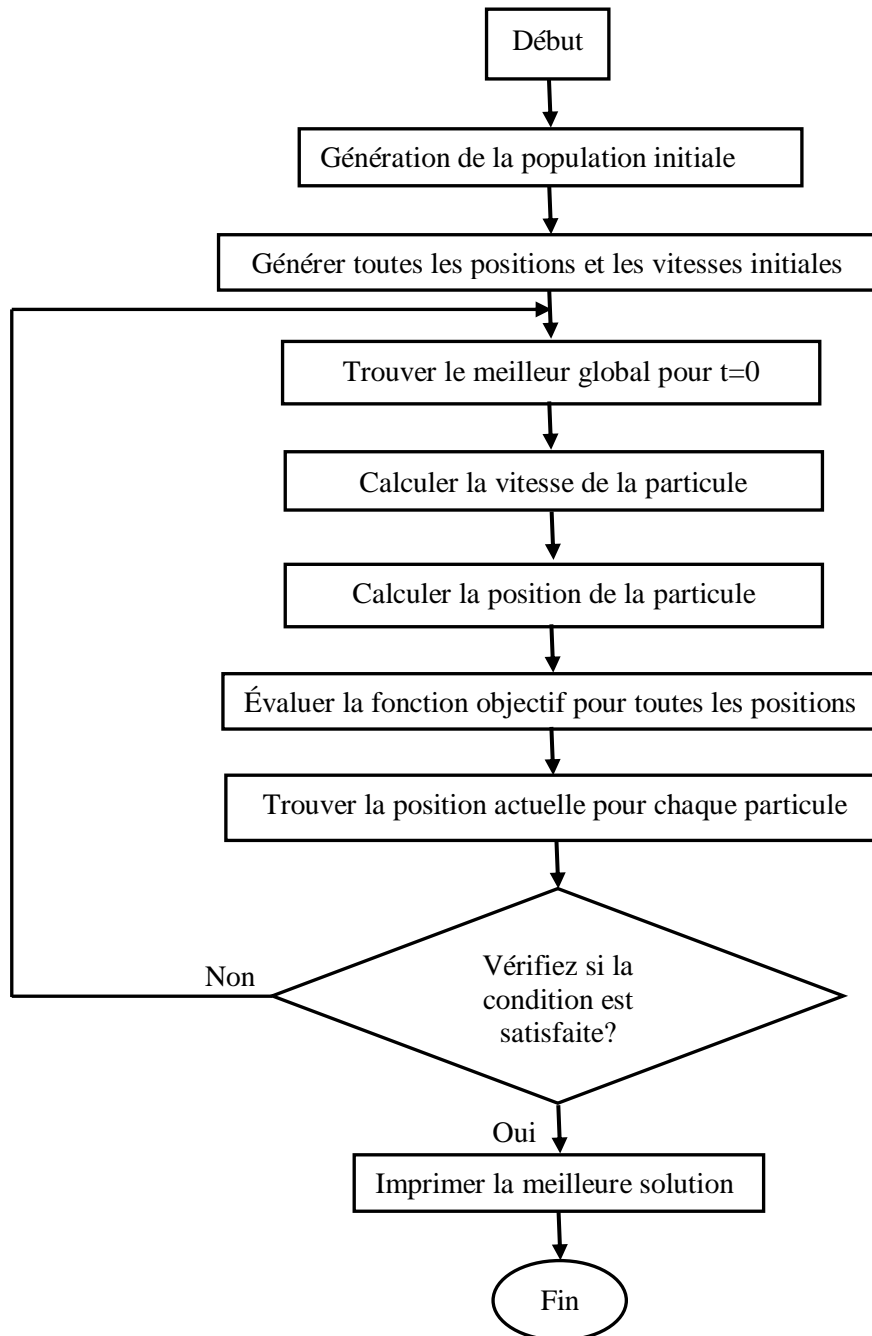 Début
Génération de la population initiale
Générer toutes les positions et les vitesses initiales
Trouver le meilleur global pour t=0
Calculer la vitesse de la particule
Calculer la position de la particule
Évaluer la fonction objectif pour toutes les positions
Trouver la position actuelle pour chaque particule
Non
Vérifiez si la
condition est
satisfaite?
Oui
Imprimer la meilleure solution
Fin